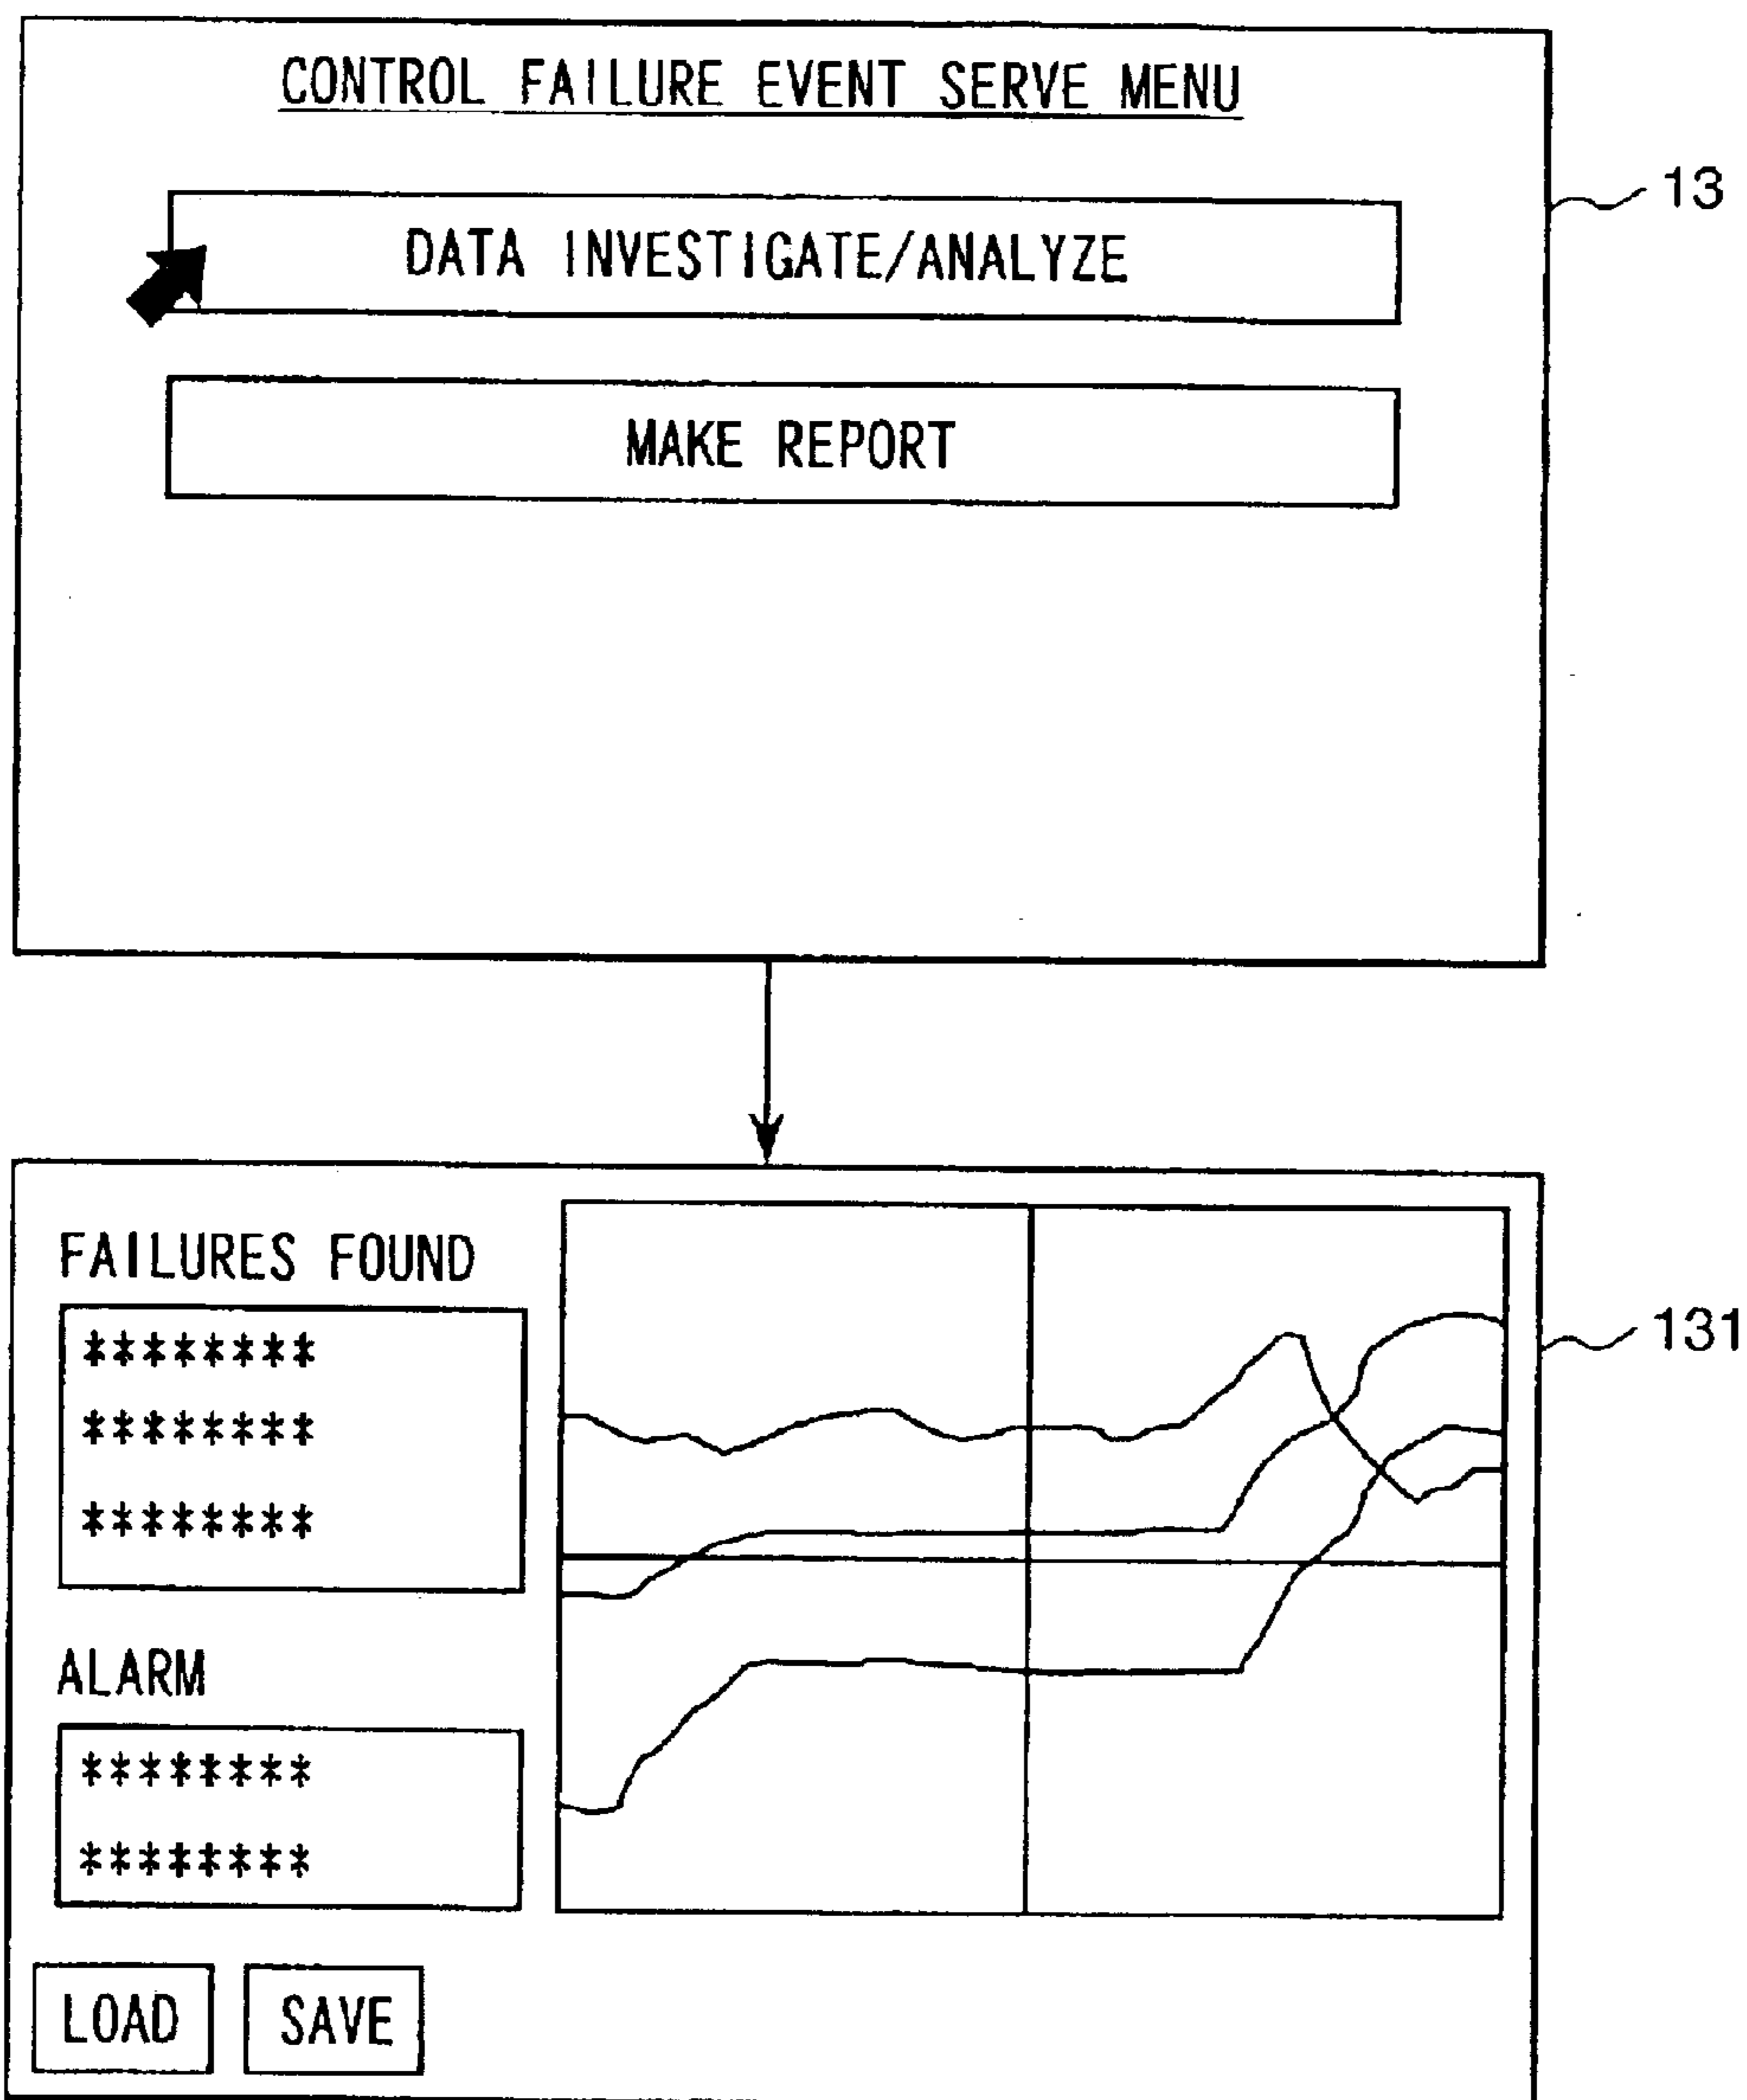 CONTROL FAILURE EVENT SERVE MENU
13
DATA INVESTIGATE/ANALYZE
MAKE REPORT
FAILURES FOUND
********
********
********
131
ALARM
********
********
LOAD SAVE